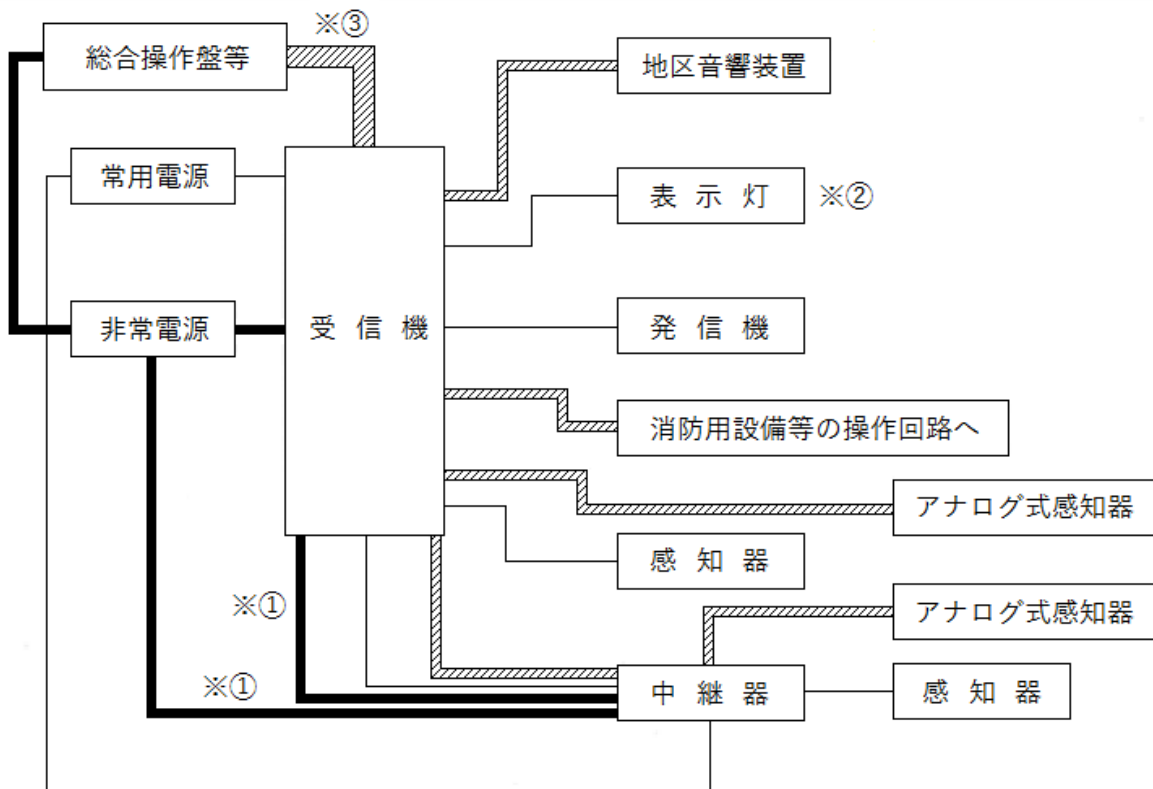 ※③
総合操作盤等
地区音響装置
常用電源
表示灯
※②
非常電源
受信機
発信機
消防用設備等の操作回路へ
アナログ式感知器
感知器
※①
アナログ式感知器
※①
中継器
感知器